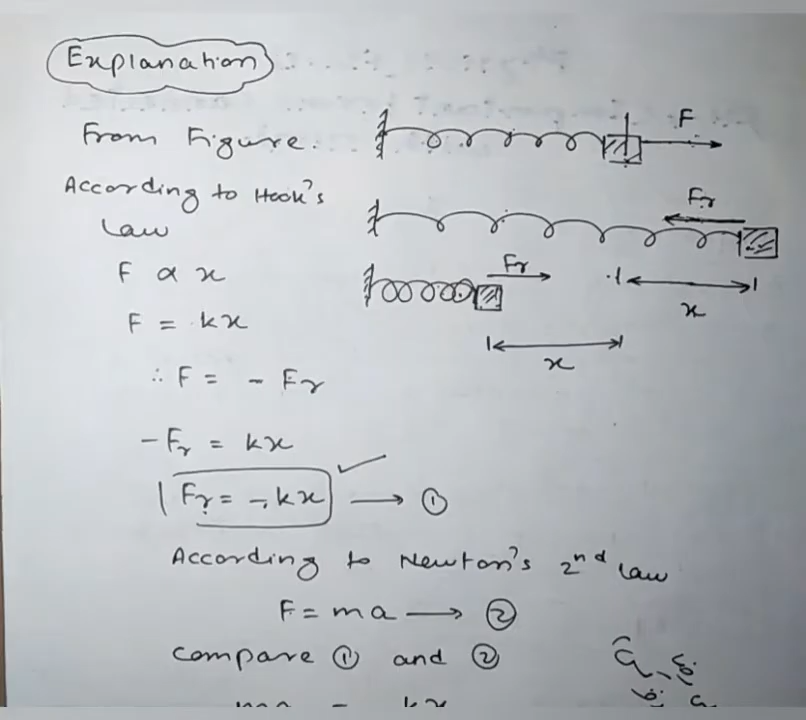 Explanation
From Figure.
According to Hook's
Law
F ∝ x
F = kx
∴ F = - Fr
-Fr = kx
Fr = -kx → ①
According to Newton's 2nd law
F = ma → ②
compare ① and ②
F
Fr
Fr
x
x